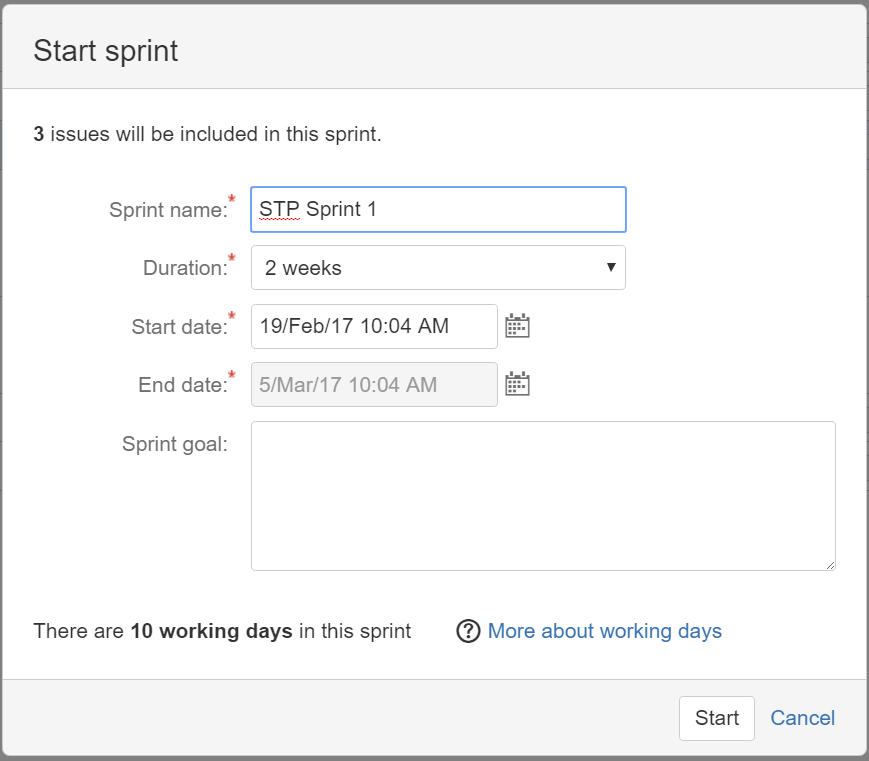 Start sprint
3 issues will be included in this sprint.
Sprint name:* STP Sprint 1
Duration:* 2 weeks
Start date:* 19/Feb/17 10:04 AM
End date:* 5/Mar/17 10:04 AM
Sprint goal:
There are 10 working days in this sprint ? More about working days
Start Cancel